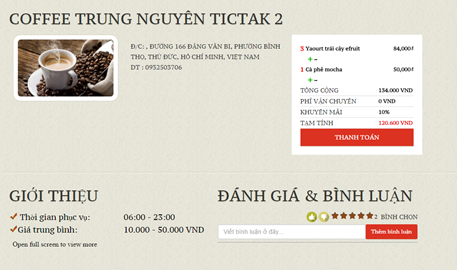 COFFEE TRUNG NGUYÊN TICTAK 2
Đ/C: , ĐƯỜNG 166 ĐẶNG VĂN BI, PHƯỜNG BÌNH
THỌ, THỦ ĐỨC, HỒ CHÍ MINH, VIỆT NAM
DT : 0932503706
3 Yaourt trái cây efruit 84,000₫
+ -
1 Cà phê mocha 50,000₫
+ -
TỔNG CỘNG 134.000 VND
PHÍ VẬN CHUYỂN 0 VND
KHUYẾN MÃI 10%
TẠM TÍNH 120.600 VND
THANH TOÁN
GIỚI THIỆU
Thời gian phục vụ: 06:00 - 23:00
Giá trung bình: 10.000 - 50.000 VND
Open full screen to view more
ĐÁNH GIÁ & BÌNH LUẬN
2 BÌNH CHỌN
Viết bình luận ở đây... Thêm bình luận